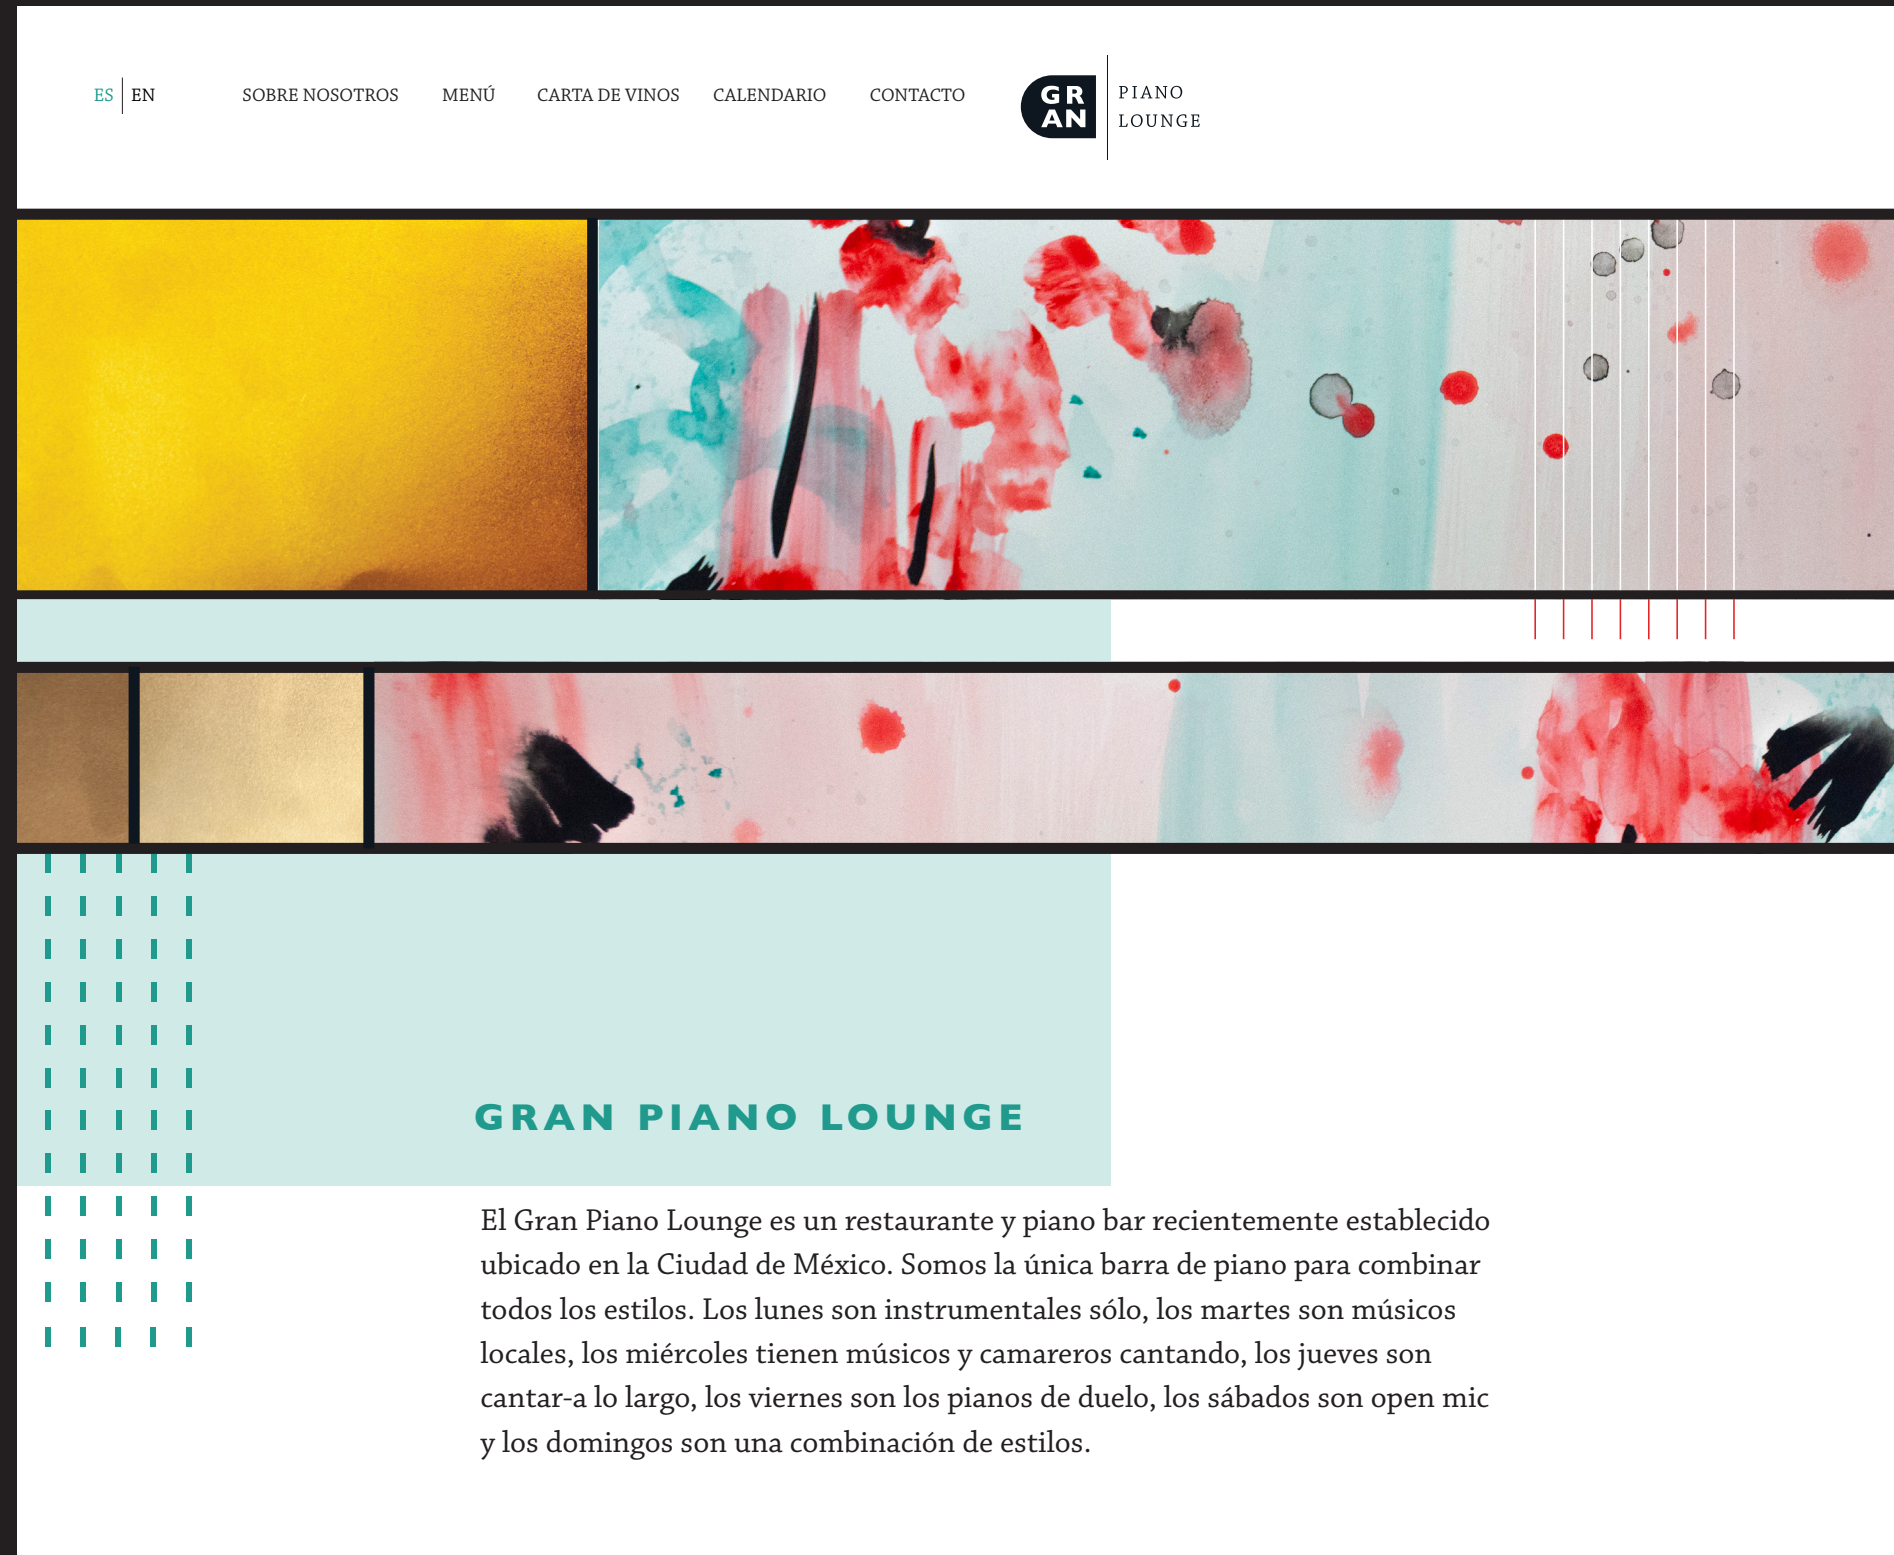 ES EN SOBRE NOSOTROS MENÚ CARTA DE VINOS CALENDARIO CONTACTO
GR
AN
PIANO
LOUNGE
GRAN PIANO LOUNGE
El Gran Piano Lounge es un restaurante y piano bar recientemente establecido
ubicado en la Ciudad de México. Somos la única barra de piano para combinar
todos los estilos. Los lunes son instrumentales sólo, los martes son músicos
locales, los miércoles tienen músicos y camareros cantando, los jueves son
cantar-a lo largo, los viernes son los pianos de duelo, los sábados son open mic
y los domingos son una combinación de estilos.